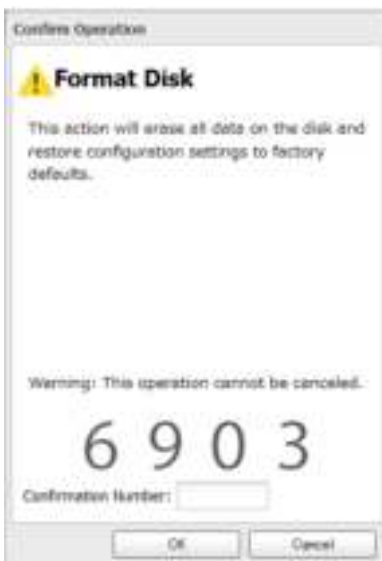 Confirm Operation
Format Disk
This action will erase all data on the disk and
restore configuration settings to factory
defaults.
Warning: This operation cannot be canceled.
6 9 0 3
Confirmation Number:
OK Cancel